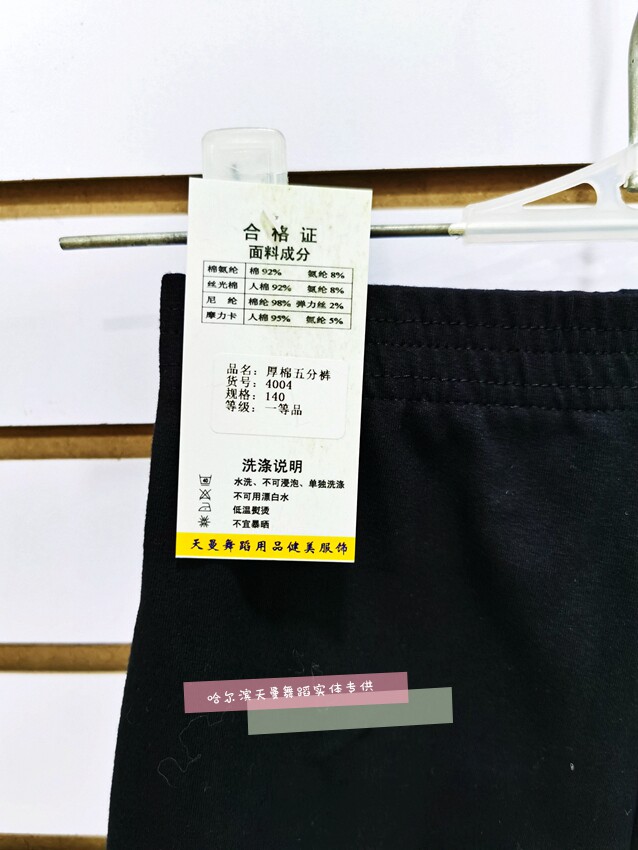 合格证
面料成分
棉氨纶 棉 92% 氨纶 8%
丝光棉 人棉 92% 氨纶 8%
尼纶 棉纶 98% 弹力丝 2%
摩力卡 人棉 95% 氨纶 5%
品名：厚棉五分裤
货号：4004
规格：140
等级：一等品
洗涤说明
40 水洗、不可浸泡、单独洗涤
不可用漂白水
低温熨烫
不宜暴晒
天曼舞蹈用品健美服饰
哈尔滨天曼舞蹈实体专供